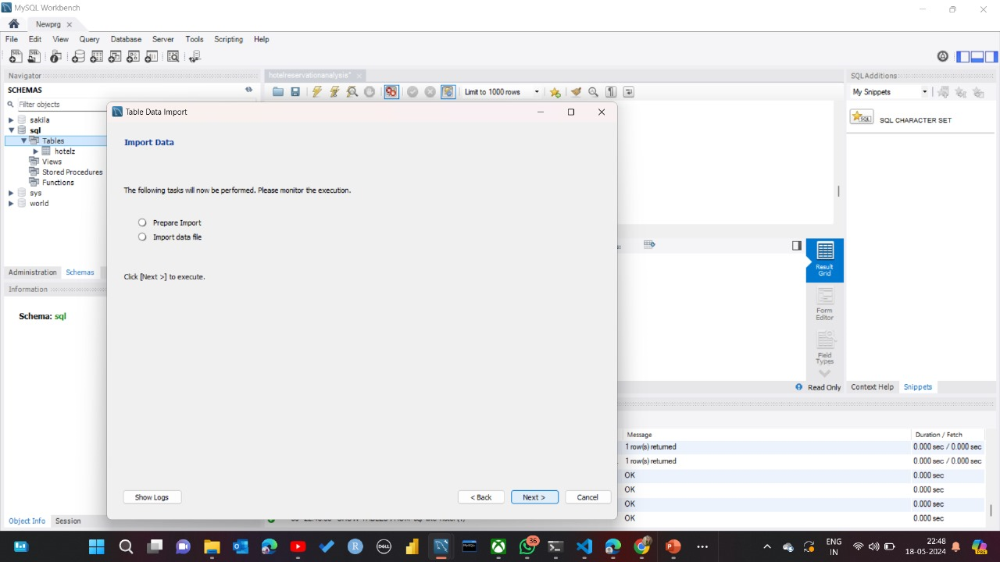 MySQL Workbench
Newprg
File Edit View Query Database Server Tools Scripting Help
Navigator
SCHEMAS
Filter objects
sakila
sql
Tables
hotelz
Views
Stored Procedures
Functions
sys
world
Administration Schemas
Information
Schema: sql
Object Info Session
hotelreservationanalysis*
Limit to 1000 rows
Table Data Import
Import Data
The following tasks will now be performed. Please monitor the execution.
Prepare Import
Import data file
Click [Next >] to execute.
Show Logs
< Back Next > Cancel
Result
Grid
Form
Editor
Field
Types
Read Only
SQLAdditions
My Snippets
SQL CHARACTER SET
Context Help Snippets
Message Duration / Fetch
1 row(s) returned 0.000 sec / 0.000 sec
1 row(s) returned 0.000 sec / 0.000 sec
OK 0.000 sec
OK 0.000 sec
OK 0.000 sec
OK 0.000 sec
36
ENG
IN
22:48
18-05-2024